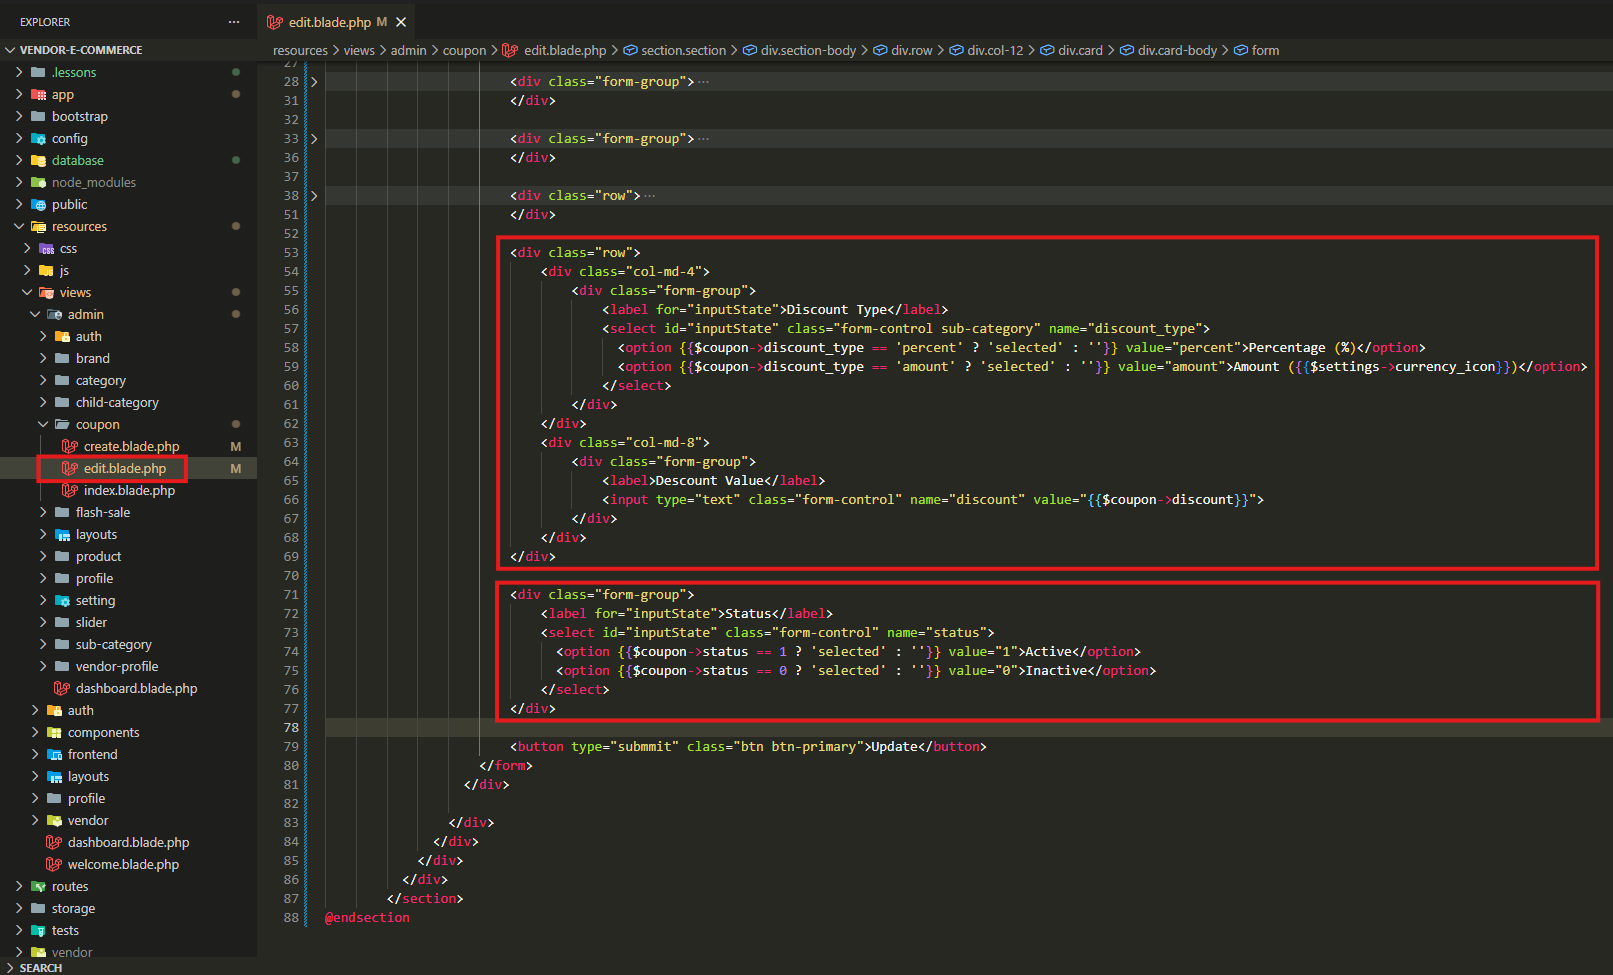 EXPLORER ···
VENDOR-E-COMMERCE
.lessons
app
bootstrap
config
database
node_modules
public
resources
css
js
views
admin
auth
brand
category
child-category
coupon
create.blade.php M
edit.blade.php M
index.blade.php
flash-sale
layouts
product
profile
setting
slider
sub-category
vendor-profile
dashboard.blade.php
auth
components
frontend
layouts
profile
vendor
dashboard.blade.php
welcome.blade.php
routes
storage
tests
vendor
SEARCH
edit.blade.php M
resources > views > admin > coupon > edit.blade.php > section.section > div.section-body > div.row > div.col-12 > div.card > div.card-body > form
27
28 <div class="form-group">···
31 </div>
32
33 <div class="form-group">···
36 </div>
37
38 <div class="row">···
51 </div>
52
53 <div class="row">
54 <div class="col-md-4">
55 <div class="form-group">
56 <label for="inputState">Discount Type</label>
57 <select id="inputState" class="form-control sub-category" name="discount_type">
58 <option {{$coupon->discount_type == 'percent' ? 'selected' : ''}} value="percent">Percentage (%)</option>
59 <option {{$coupon->discount_type == 'amount' ? 'selected' : ''}} value="amount">Amount ({{$settings->currency_icon}})</option>
60 </select>
61 </div>
62 </div>
63 <div class="col-md-8">
64 <div class="form-group">
65 <label>Descount Value</label>
66 <input type="text" class="form-control" name="discount" value="{{$coupon->discount}}">
67 </div>
68 </div>
69 </div>
70
71 <div class="form-group">
72 <label for="inputState">Status</label>
73 <select id="inputState" class="form-control" name="status">
74 <option {{$coupon->status == 1 ? 'selected' : ''}} value="1">Active</option>
75 <option {{$coupon->status == 0 ? 'selected' : ''}} value="0">Inactive</option>
76 </select>
77 </div>
78
79 <button type="submmit" class="btn btn-primary">Update</button>
80 </form>
81 </div>
82
83 </div>
84 </div>
85 </div>
86 </div>
87 </section>
88 @endsection